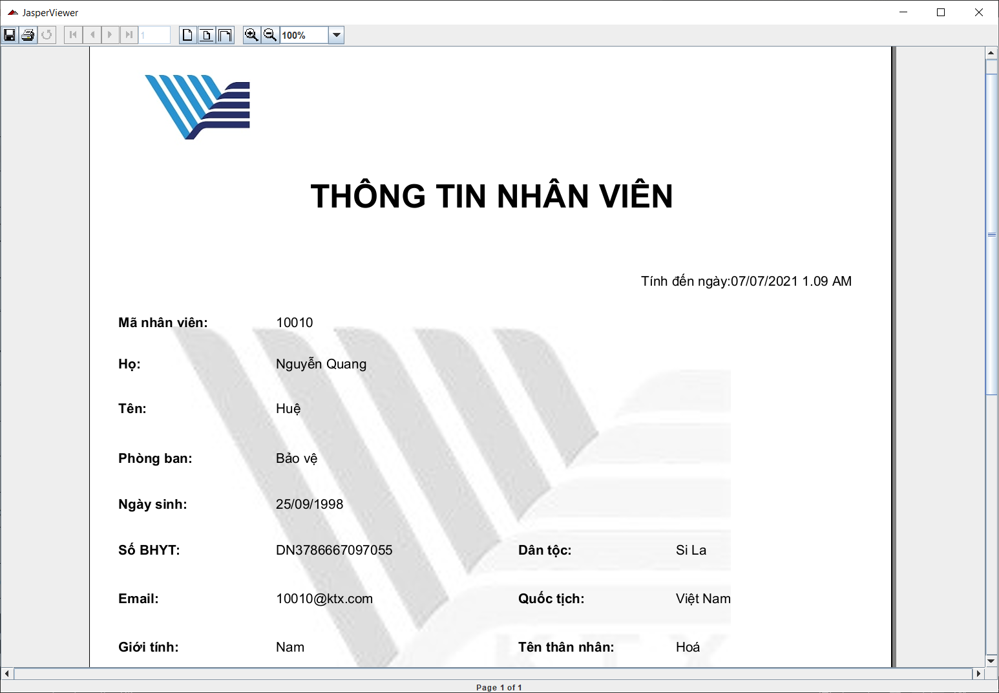 JasperViewer
1
100%
THÔNG TIN NHÂN VIÊN
Tính đến ngày:07/07/2021 1.09 AM
Mã nhân viên: 10010
Họ: Nguyễn Quang
Tên: Huệ
Phòng ban: Bảo vệ
Ngày sinh: 25/09/1998
Số BHYT: DN3786667097055 Dân tộc: Si La
Email: 10010@ktx.com Quốc tịch: Việt Nam
Giới tính: Nam Tên thân nhân: Hoá
KTX
Page 1 of 1